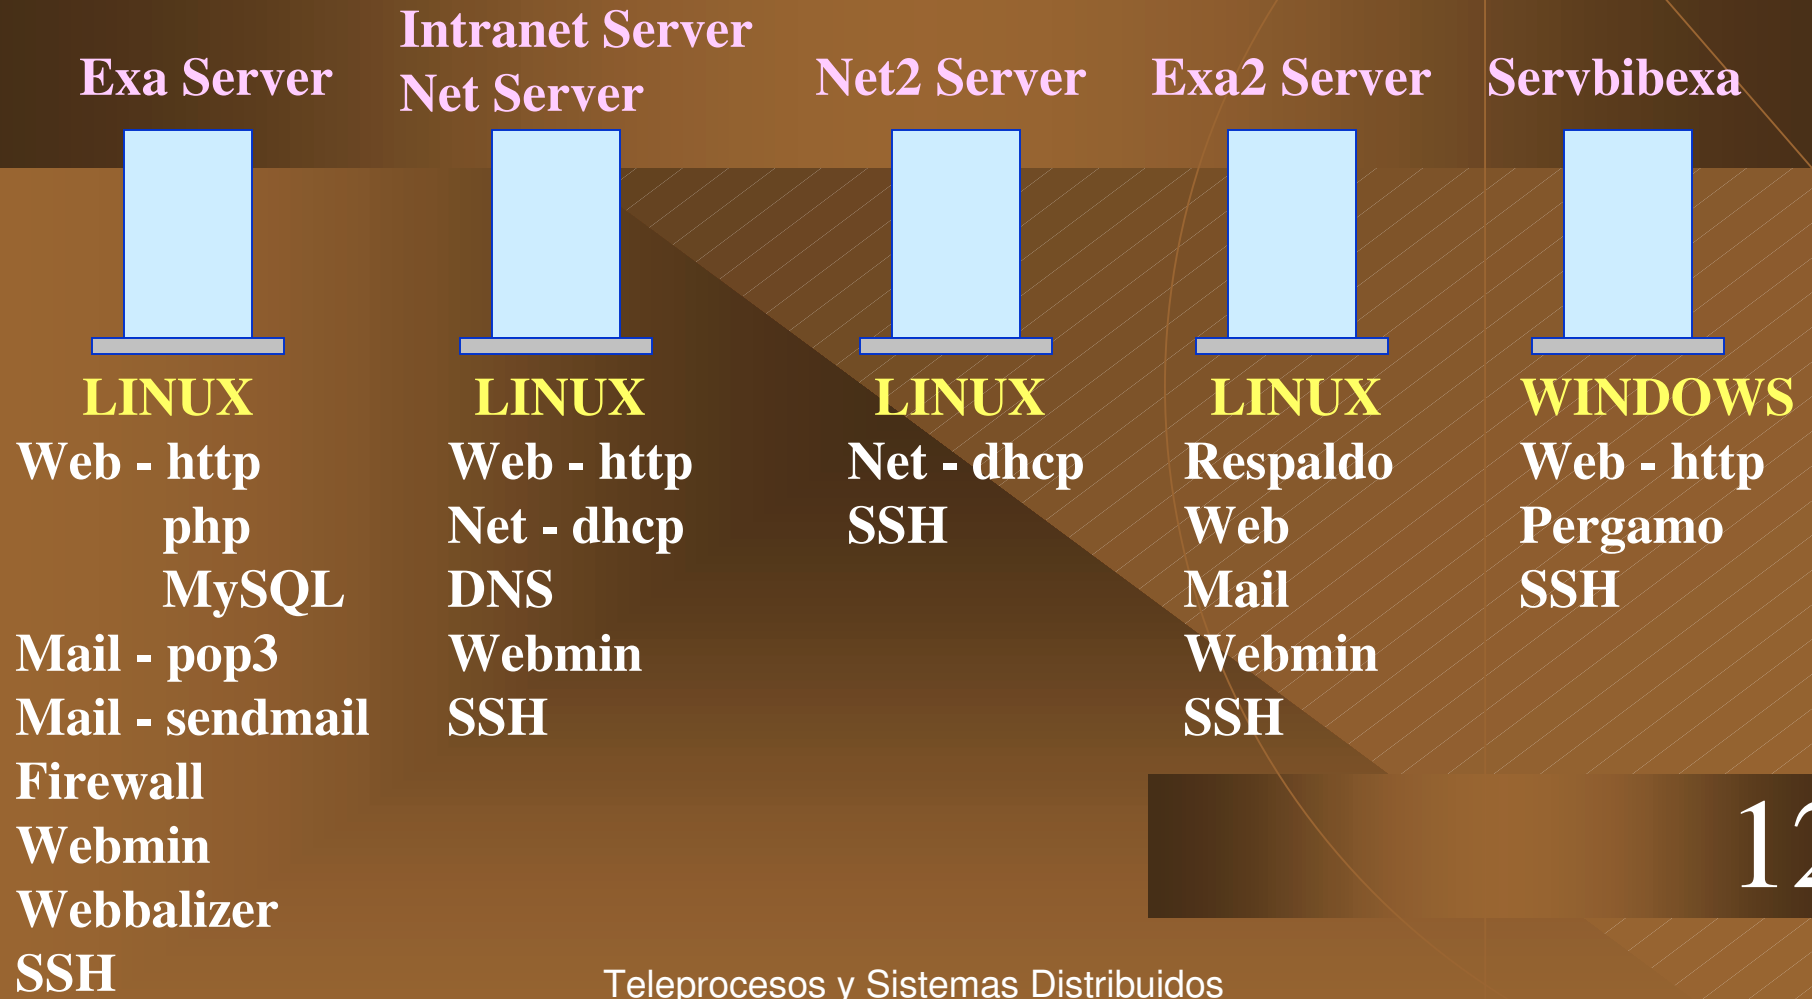 Exa Server
Intranet Server
Net Server
Net2 Server
Exa2 Server
Servbibexa
LINUX
Web - http
php
MySQL
Mail - pop3
Mail - sendmail
Firewall
Webmin
Webbalizer
SSH
LINUX
Web - http
Net - dhcp
DNS
Webmin
SSH
LINUX
Net - dhcp
SSH
LINUX
Respaldo
Web
Mail
Webmin
SSH
WINDOWS
Web - http
Pergamo
SSH
12
Teleprocesos y Sistemas Distribuidos